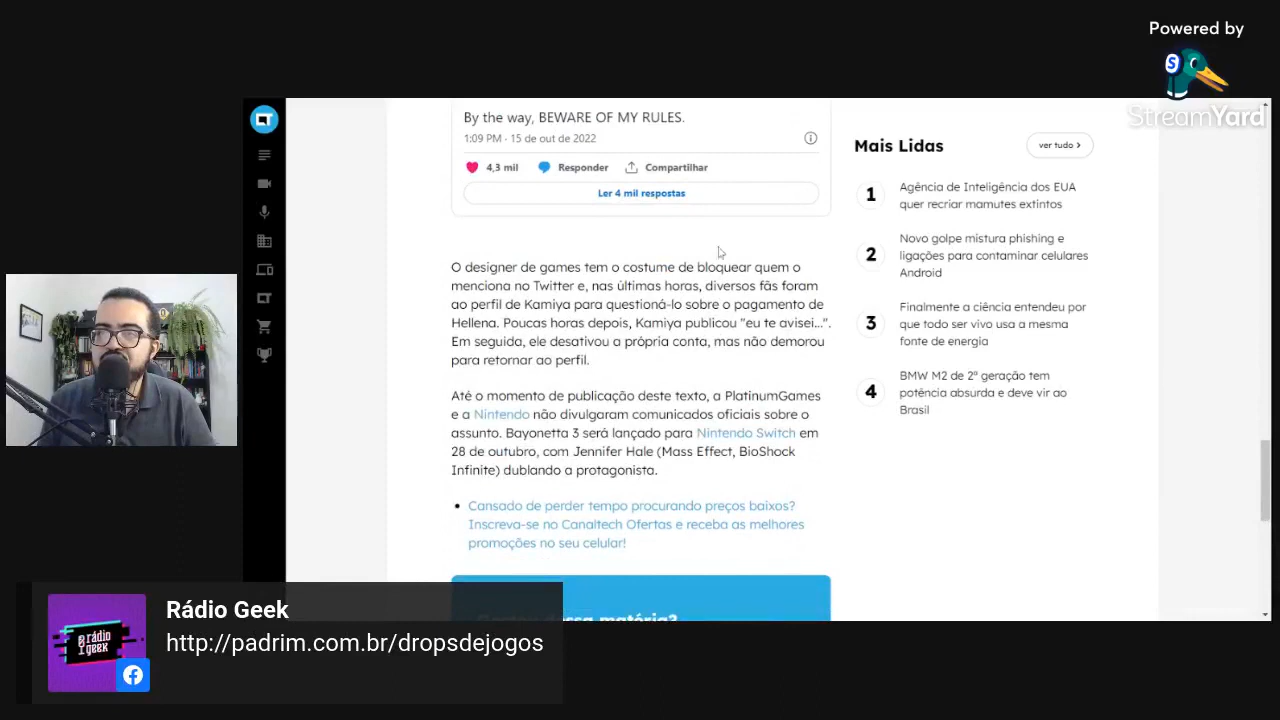 Powered by
StreamYard
By the way, BEWARE OF MY RULES.
1:09 PM · 15 de out de 2022
4,3 mil Responder Compartilhar
Ler 4 mil respostas
O designer de games tem o costume de bloquear quem o
menciona no Twitter e, nas últimas horas, diversos fãs foram
ao perfil de Kamiya para questioná-lo sobre o pagamento de
Hellena. Poucas horas depois, Kamiya publicou "eu te avisei...".
Em seguida, ele desativou a própria conta, mas não demorou
para retornar ao perfil.
Até o momento de publicação deste texto, a PlatinumGames
e a Nintendo não divulgaram comunicados oficiais sobre o
assunto. Bayonetta 3 será lançado para Nintendo Switch em
28 de outubro, com Jennifer Hale (Mass Effect, BioShock
Infinite) dublando a protagonista.
• Cansado de perder tempo procurando preços baixos?
Inscreva-se no Canaltech Ofertas e receba as melhores
promoções no seu celular!
Mais Lidas
ver tudo >
1 Agência de Inteligência dos EUA
quer recriar mamutes extintos
2 Novo golpe mistura phishing e
ligações para contaminar celulares
Android
3 Finalmente a ciência entendeu por
que todo ser vivo usa a mesma
fonte de energia
4 BMW M2 de 2ª geração tem
potência absurda e deve vir ao
Brasil
rádio
geek
Rádio Geek
http://padrim.com.br/dropsdejogos